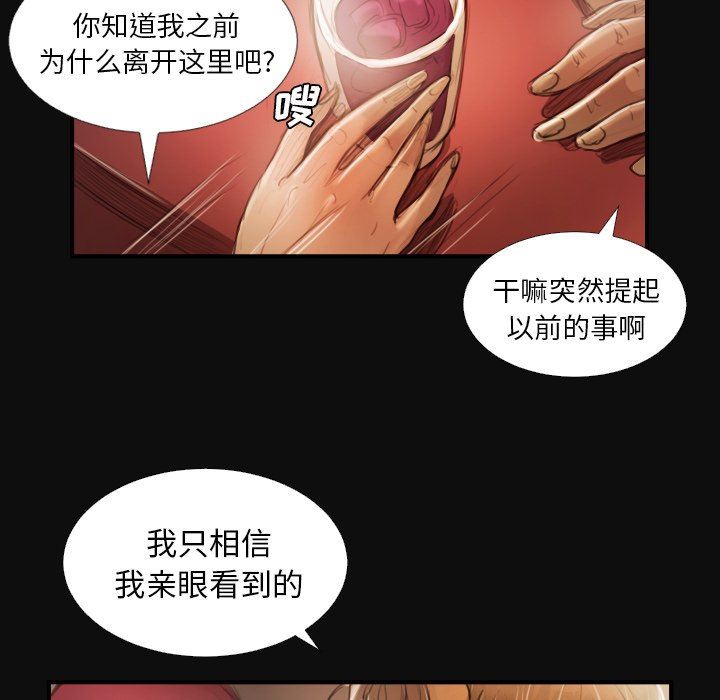 你知道我之前
为什么离开这里吧?
嗖
干嘛突然提起
以前的事啊
我只相信
我亲眼看到的